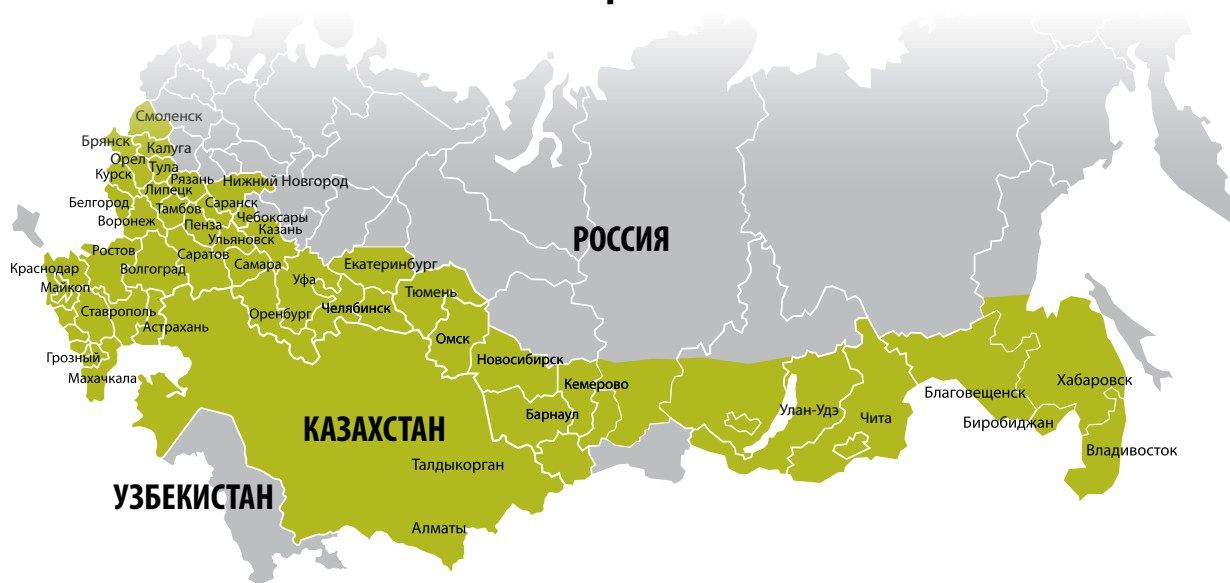 Смоленск
Брянск
Калуга
Орел
Тула
Курск
Рязань
Нижний Новгород
Липецк
Белгород
Тамбов
Саранск
Воронеж
Пенза
Чебоксары
Казань
Ульяновск
РОССИЯ
Ростов
Саратов
Краснодар
Волгоград
Самара
Екатеринбург
Уфа
Майкоп
Тюмень
Ставрополь
Оренбург
Челябинск
Астрахань
Омск
Грозный
Новосибирск
Махачкала
Кемерово
Хабаровск
Благовещенск
Улан-Удэ
Барнаул
Чита
Биробиджан
КАЗАХСТАН
Владивосток
Талдыкорган
УЗБЕКИСТАН
Алматы